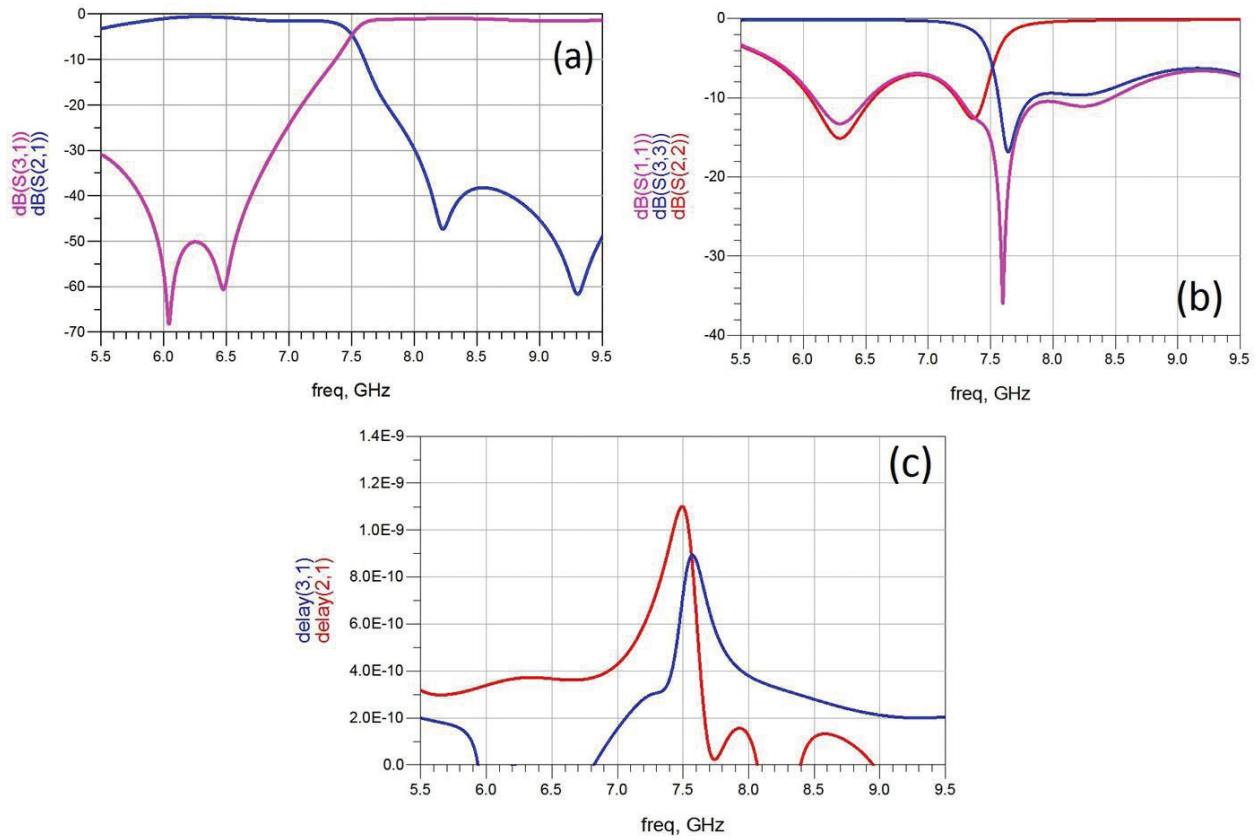 (a)
dB(S(3,1))
dB(S(2,1))
0
-10
-20
-30
-40
-50
-60
-70
5.5 6.0 6.5 7.0 7.5 8.0 8.5 9.0 9.5
freq, GHz
(b)
dB(S(1,1))
dB(S(3,3))
dB(S(2,2))
0
-10
-20
-30
-40
5.5 6.0 6.5 7.0 7.5 8.0 8.5 9.0 9.5
freq, GHz
(c)
delay(3,1)
delay(2,1)
1.4E-9
1.2E-9
1.0E-9
8.0E-10
6.0E-10
4.0E-10
2.0E-10
0.0
5.5 6.0 6.5 7.0 7.5 8.0 8.5 9.0 9.5
freq, GHz